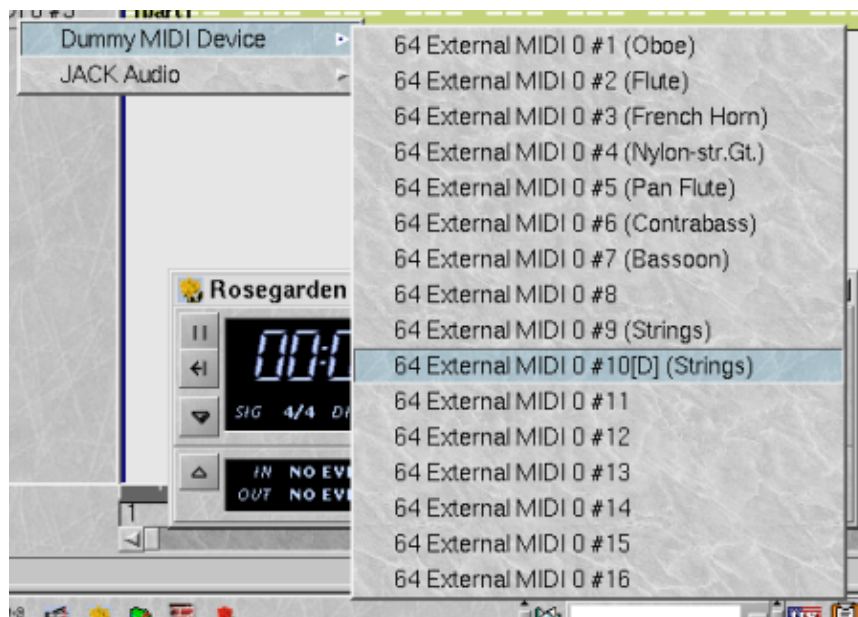 Dummy MIDI Device
JACK Audio
64 External MIDI 0 #1 (Oboe)
64 External MIDI 0 #2 (Flute)
64 External MIDI 0 #3 (French Horn)
64 External MIDI 0 #4 (Nylon-str.Gt.)
64 External MIDI 0 #5 (Pan Flute)
64 External MIDI 0 #6 (Contrabass)
64 External MIDI 0 #7 (Bassoon)
64 External MIDI 0 #8
64 External MIDI 0 #9 (Strings)
64 External MIDI 0 #10[D] (Strings)
64 External MIDI 0 #11
64 External MIDI 0 #12
64 External MIDI 0 #13
64 External MIDI 0 #14
64 External MIDI 0 #15
64 External MIDI 0 #16
Rosegarden
00:0
SIG 4/4
IN NO EV
OUT NO EV
1